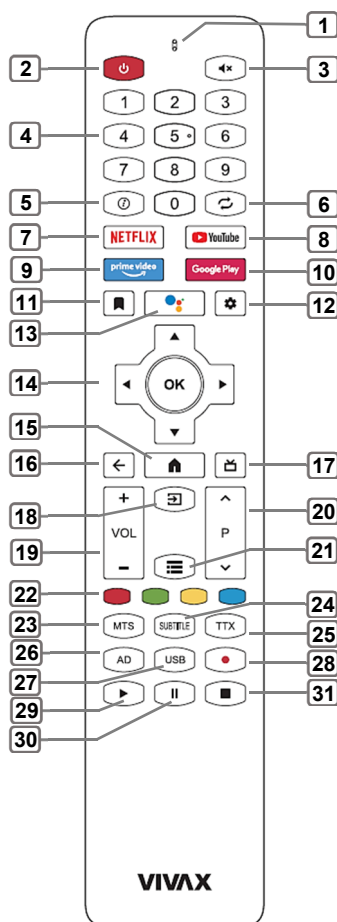 1
2
3
1 2 3
4
4 5 6
7 8 9
5
i 0
6
7
NETFLIX
YouTube
8
9
prime video
Google Play
10
11
12
13
14
OK
15
16
17
18
+
VOL
-
P
19
20
21
22
24
23
MTS
SUBTITLE
TTX
25
26
AD
USB
28
27
29
31
30
VIVAX